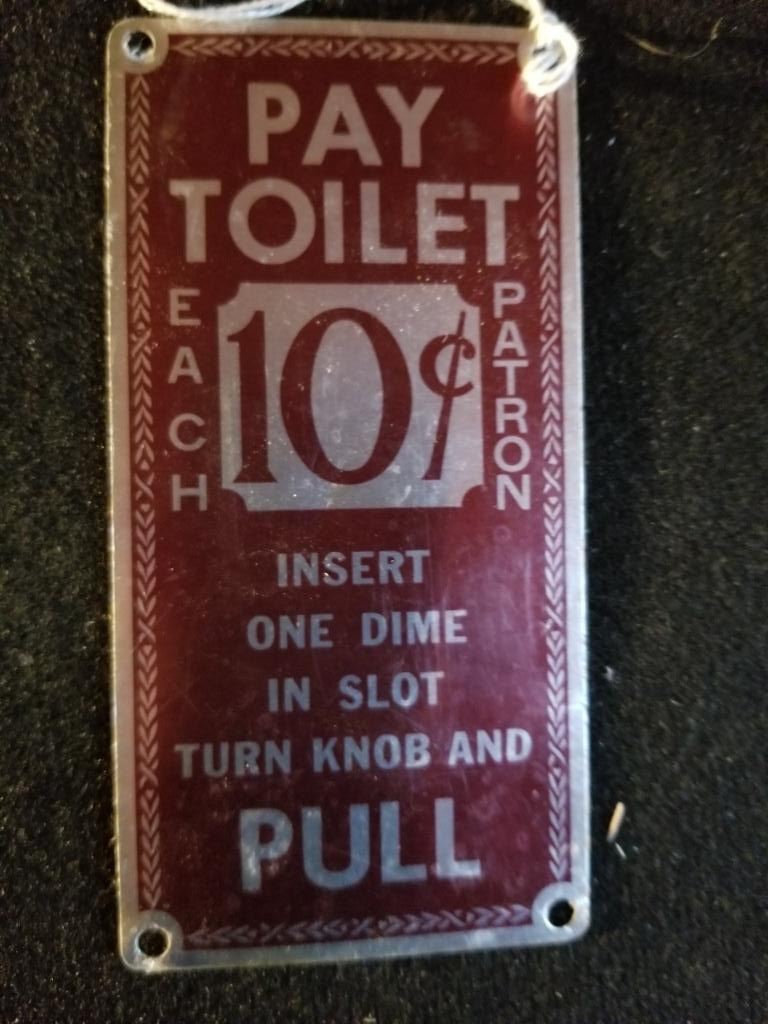 PAY
TOILET
EACH
10¢
PATRON
INSERT
ONE DIME
IN SLOT
TURN KNOB AND
PULL